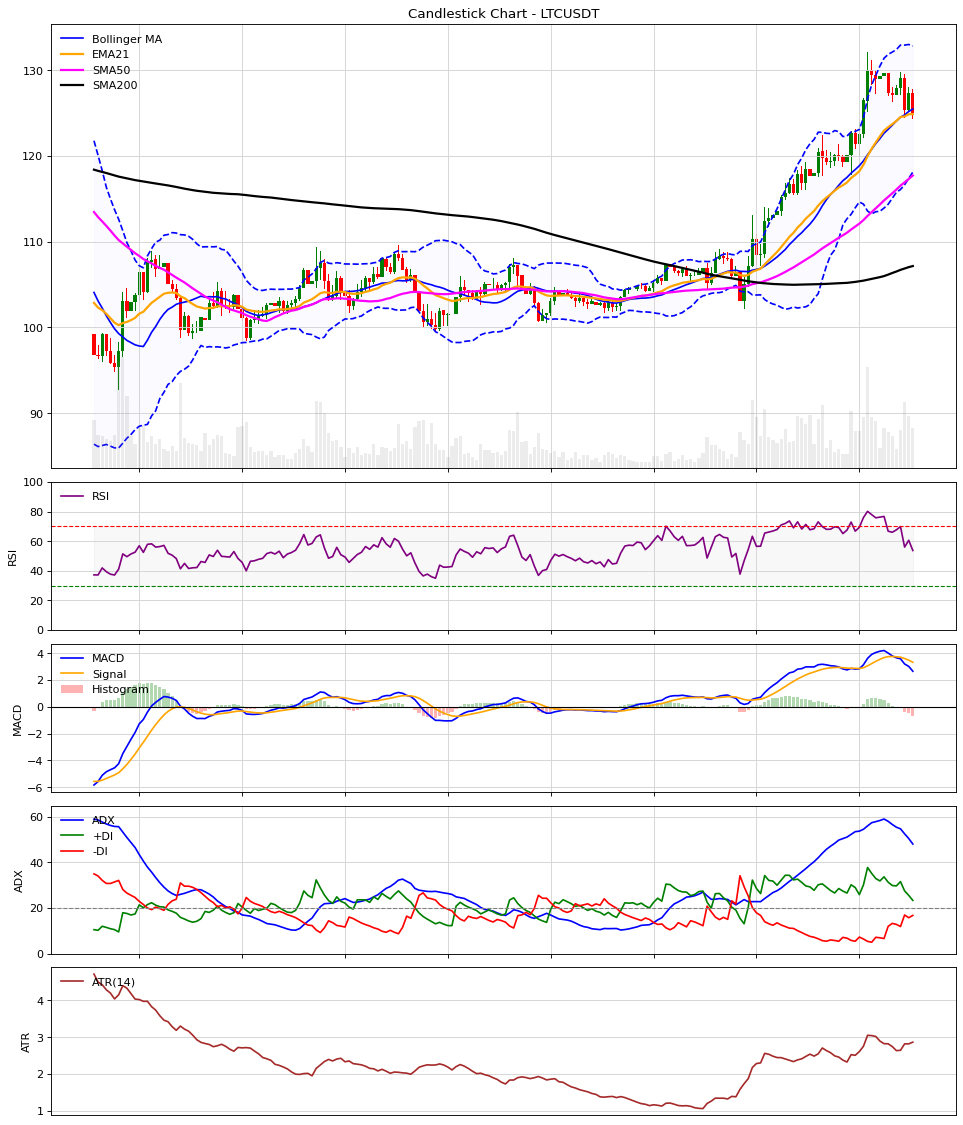 Candlestick Chart - LTCUSDT
Bollinger MA
EMA21
SMA50
SMA200
130
120
110
100
90
RSI
100
80
60
40
20
0
RSI
MACD
Signal
Histogram
4
2
0
−2
−4
−6
MACD
ADX
+DI
-DI
60
40
20
0
ADX
ATR(14)
4
3
2
1
ATR